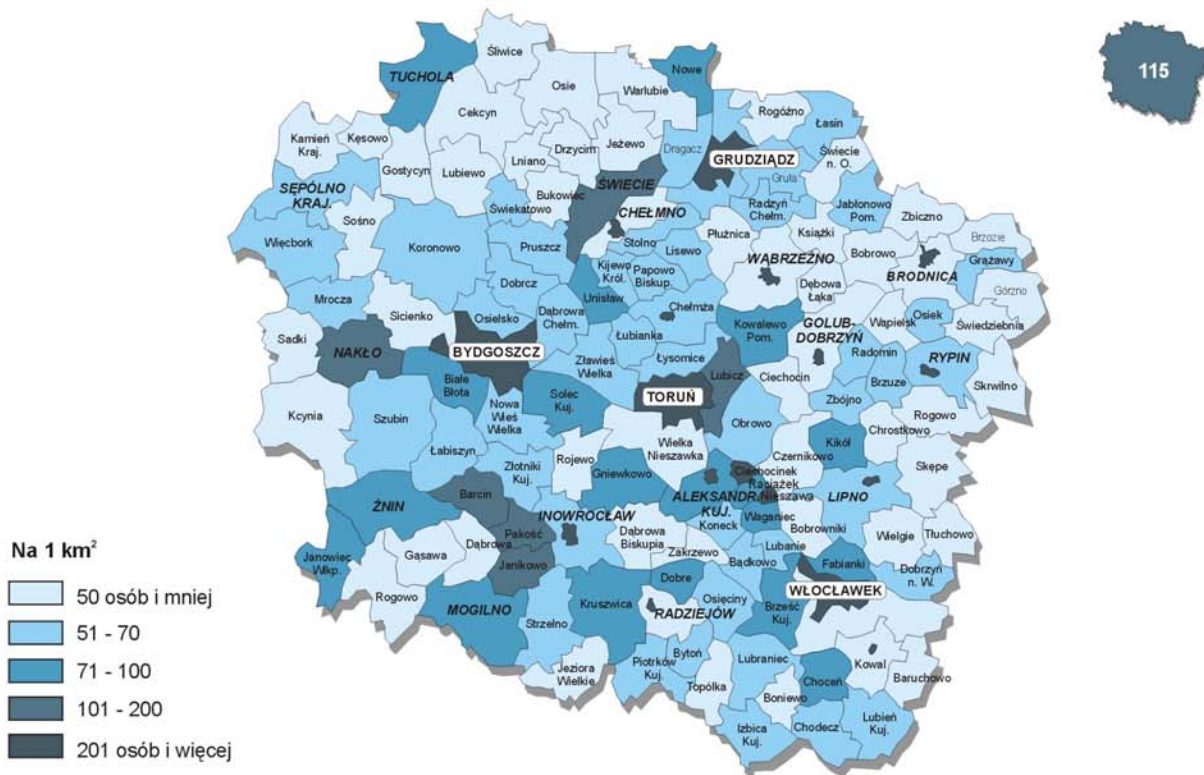 115
Śliwice
TUCHOLA
Nowe
Osie
Warlubie
Cekcyn
Rogóźno
Łasin
Kamień
Kraj.
Kęsowo
Drzycim
Jeżewo
Dragacz
GRUDZIĄDZ
Świecie
n. O.
Gostycyn
Lubiewo
Lniano
Bukowiec
ŚWIECIE
Gruta
SĘPÓLNO
KRAJ.
Sośno
Świekatowo
CHEŁMNO
Radzyń
Chełm.
Jabłonowo
Pom.
Zbiczno
Brzozie
Więcbork
Koronowo
Pruszcz
Stolno
Lisewo
Płużnica
Książki
Bobrowo
Grążawy
WĄBRZEŹNO
BRODNICA
Kijewo
Król.
Papowo
Biskup.
Dębowa
Łąka
Górzno
Mrocza
Sicienko
Dobrcz
Unisław
Chełmża
Osielsko
Dąbrowa
Chełm.
Łubianka
Kowalewo
Pom.
GOLUB-
DOBRZYŃ
Wąpielsk
Osiek
Świedziebnia
Sadki
NAKŁO
BYDGOSZCZ
Zławieś
Wielka
Łysomice
Lubicz
Ciechocin
Radomin
RYPIN
Skrwilno
Białe
Błota
Solec
Kuj.
TORUŃ
Zbójno
Brzuze
Rogowo
Kcynia
Szubin
Nowa
Wieś
Wielka
Obrowo
Chrostkowo
Łabiszyn
Złotniki
Kuj.
Rojewo
Gniewkowo
Wielka
Nieszawka
Czernikowo
Kikół
Skępe
Ciechocinek
Raciążek
Nieszawa
ALEKSANDR.
KUJ.
LIPNO
ŻNIN
Barcin
Pakość
INOWROCŁAW
Koneck
Waganiec
Bobrowniki
Wielgie
Tłuchowo
Janowiec
Wlkp.
Gąsawa
Dąbrowa
Janikowo
Dąbrowa
Biskupia
Zakrzewo
Bądkowo
Lubanie
Fabianki
Dobrzyń
n. W.
Rogowo
MOGILNO
Strzelno
Kruszwica
Dobre
RADZIEJÓW
Osięciny
Brześć
Kuj.
WŁOCŁAWEK
Jeziora
Wielkie
Piotrków
Kuj.
Bytoń
Topólka
Lubraniec
Boniewo
Choceń
Kowal
Baruchowo
Izbica
Kuj.
Chodecz
Lubień
Kuj.
Na 1 km²
50 osób i mniej
51 - 70
71 - 100
101 - 200
201 osób i więcej